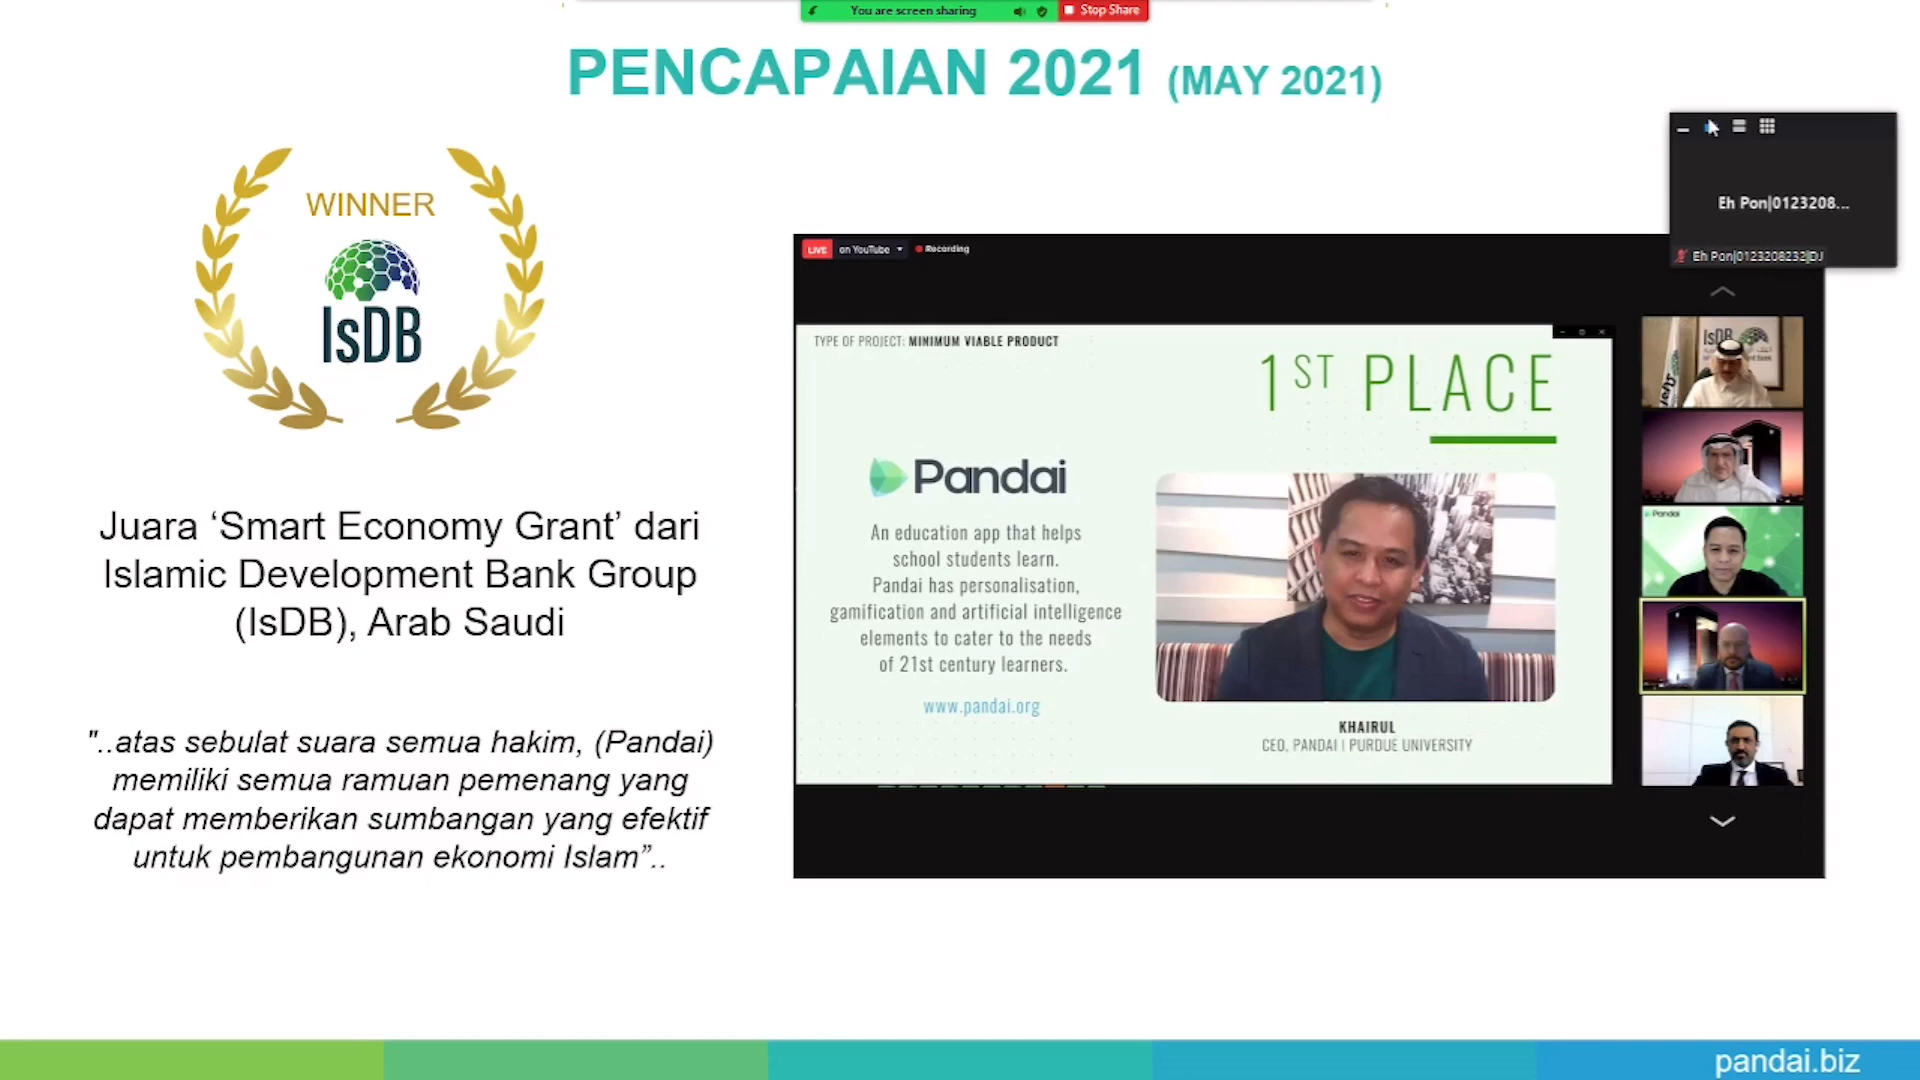 You are screen sharing
Stop Share
PENCAPAIAN 2021 (MAY 2021)
WINNER
IsDB
Juara ‘Smart Economy Grant’ dari
Islamic Development Bank Group
(IsDB), Arab Saudi
"..atas sebulat suara semua hakim, (Pandai)
memiliki semua ramuan pemenang yang
dapat memberikan sumbangan yang efektif
untuk pembangunan ekonomi Islam”..
Eh Pon|0123208...
Eh Pon|0123208232|DJ
LIVE on YouTube
Recording
TYPE OF PROJECT: MINIMUM VIABLE PRODUCT
1ST PLACE
Pandai
An education app that helps
school students learn.
Pandai has personalisation,
gamification and artificial intelligence
elements to cater to the needs
of 21st century learners.
www.pandai.org
KHAIRUL
CEO, PANDAI | PURDUE UNIVERSITY
IsDB
Pandai
pandai.biz